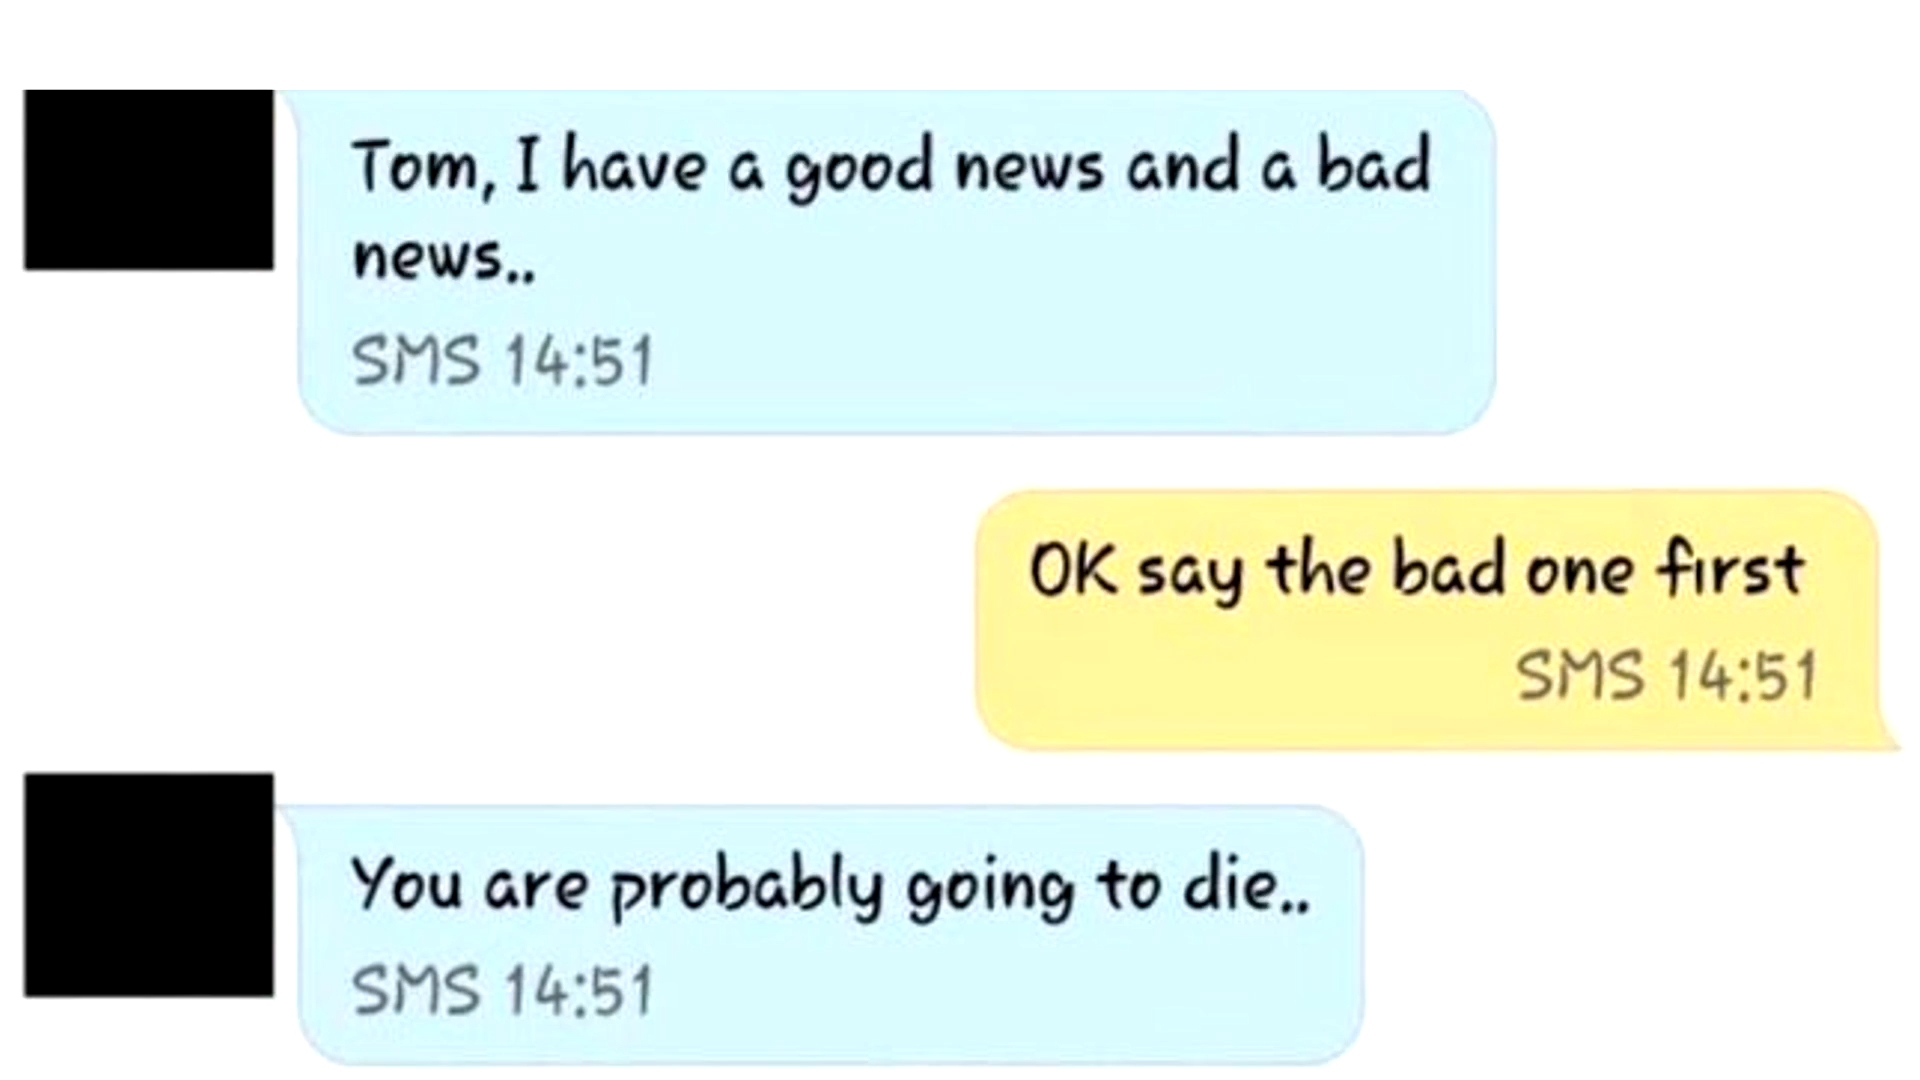 Tom, I have a good news and a bad
news..
SMS 14:51
OK say the bad one first
SMS 14:51
You are probably going to die..
SMS 14:51